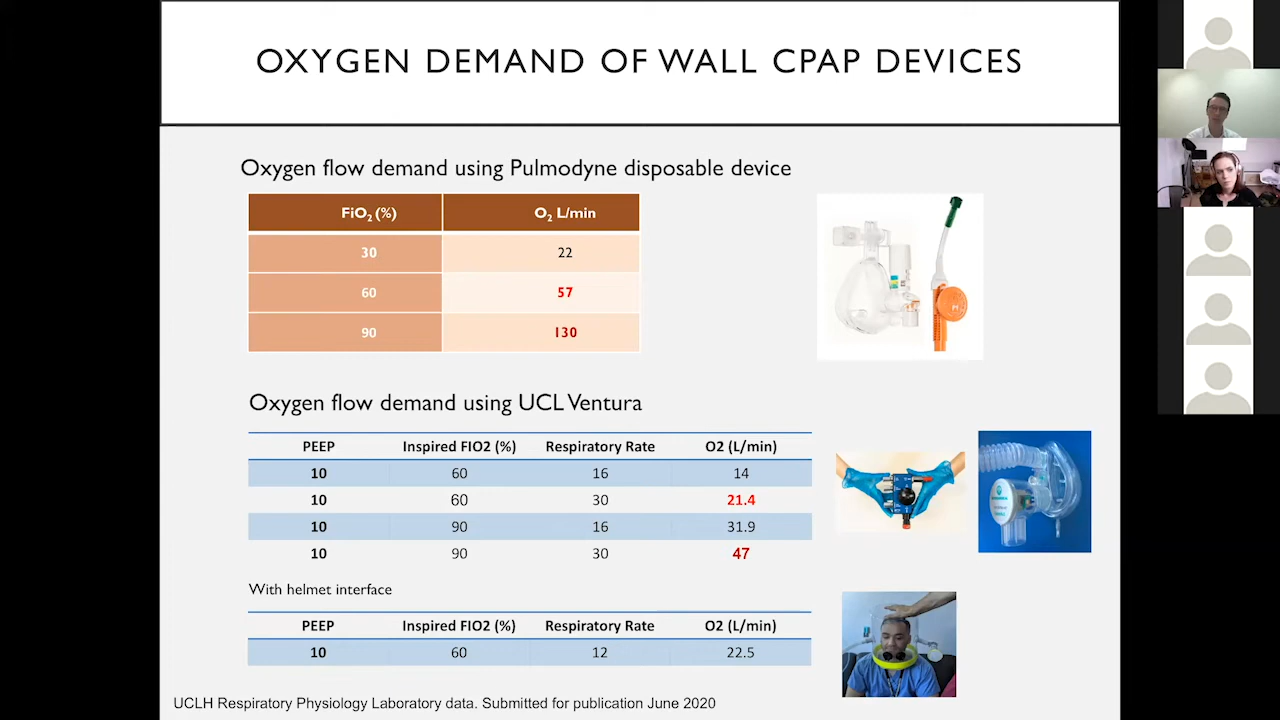 OXYGEN DEMAND OF WALL CPAP DEVICES
Oxygen flow demand using Pulmodyne disposable device
FiO2 (%) O2 L/min
30 22
60 57
90 130
Oxygen flow demand using UCL Ventura
PEEP Inspired FIO2 (%) Respiratory Rate O2 (L/min)
10 60 16 14
10 60 30 21.4
10 90 16 31.9
10 90 30 47
With helmet interface
PEEP Inspired FIO2 (%) Respiratory Rate O2 (L/min)
10 60 12 22.5
UCLH Respiratory Physiology Laboratory data. Submitted for publication June 2020